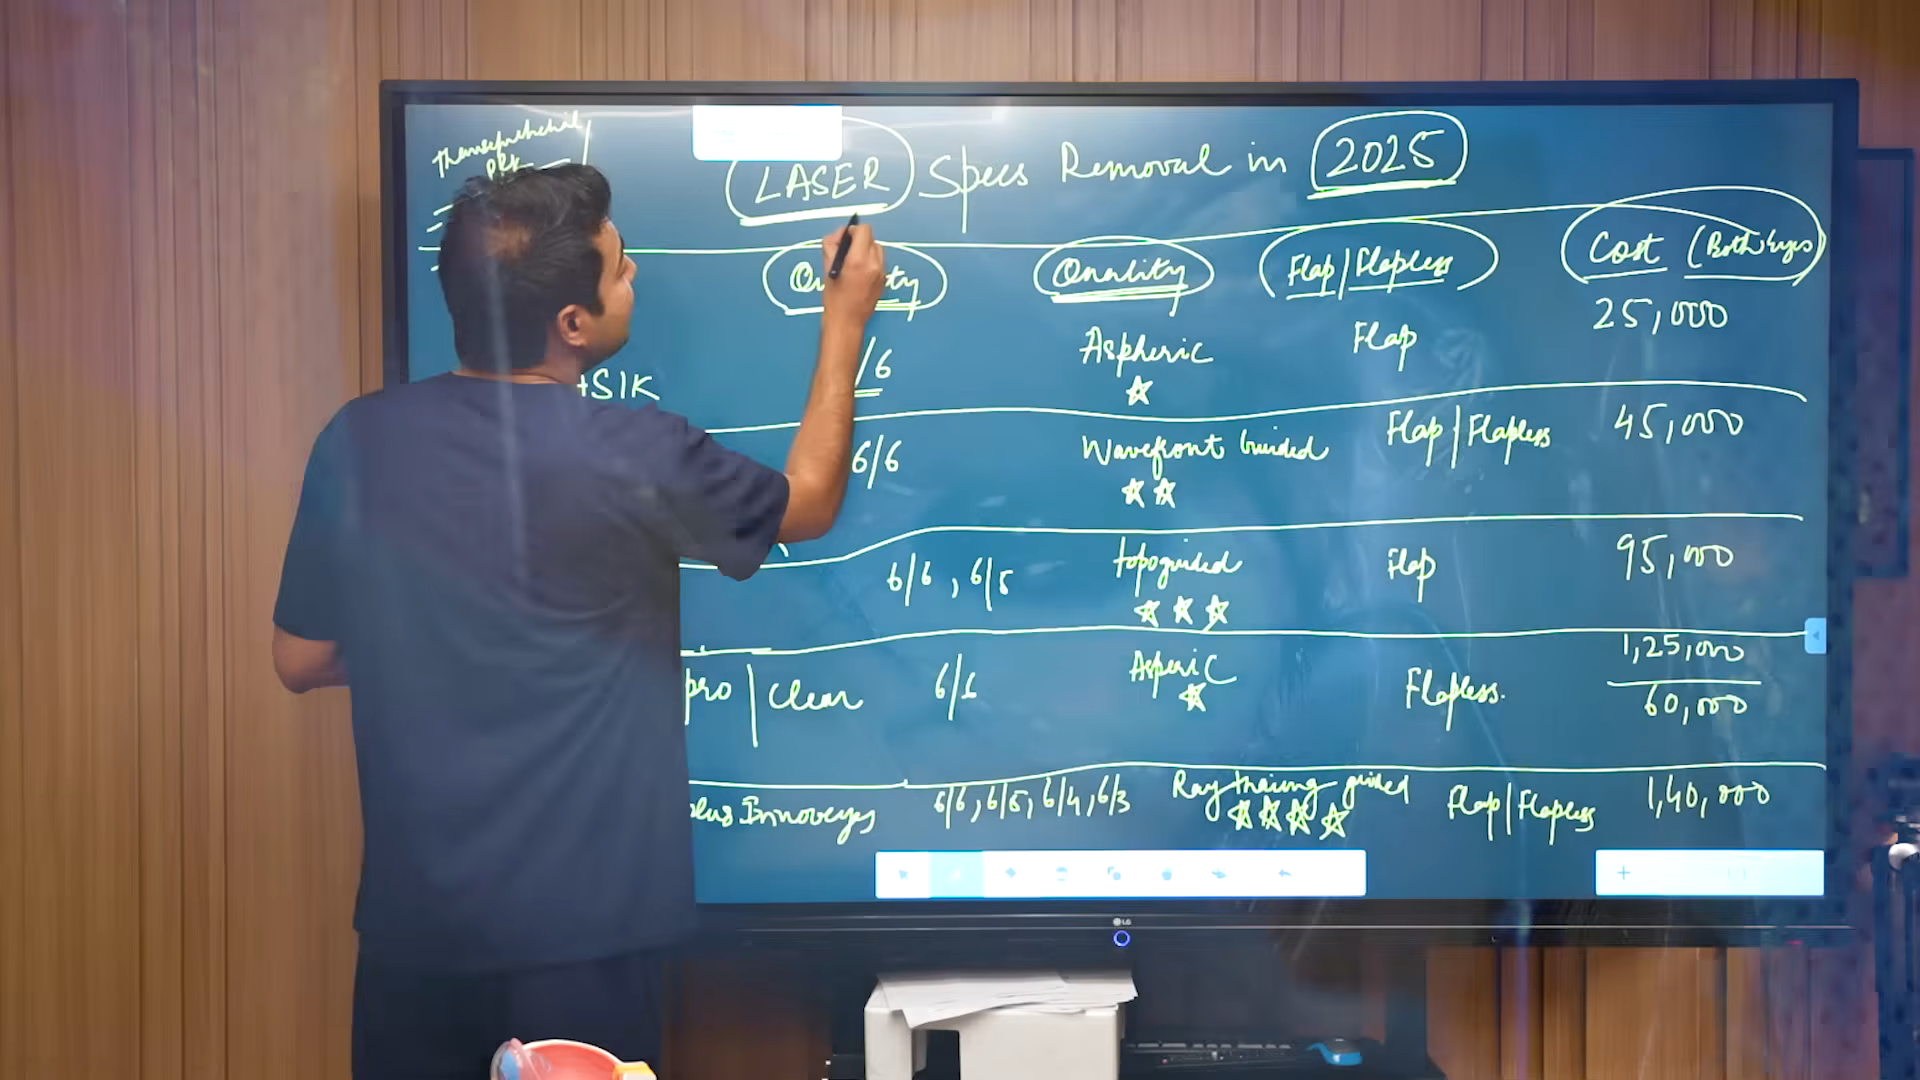 LASER Specs Removal in 2025
Quality Flap/Flapless Cost (Both Eyes)
/6 Aspheric Flap 25,000
6/6 Wavefront Guided Flap/Flapless 45,000
6/6, 6/5 topoguided Flap 95,000
pro/Clear 6/6 Asperic Flapless. 1,25,000
60,000
6/6, 6/5, 6/4, 6/3 Ray tracing guided Flap/Flapless 1,40,000
LG